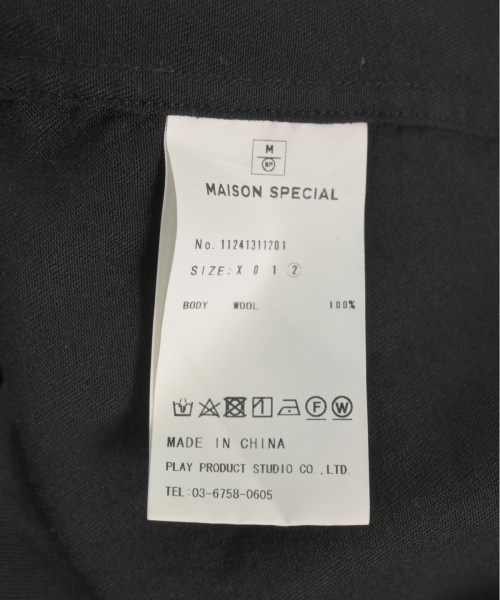 M
SP
MAISON SPECIAL
No. 11241311201
SIZE: X 0 1 ②
BODY WOOL 100%
F W
MADE IN CHINA
PLAY PRODUCT STUDIO CO.,LTD.
TEL:03-6758-0605